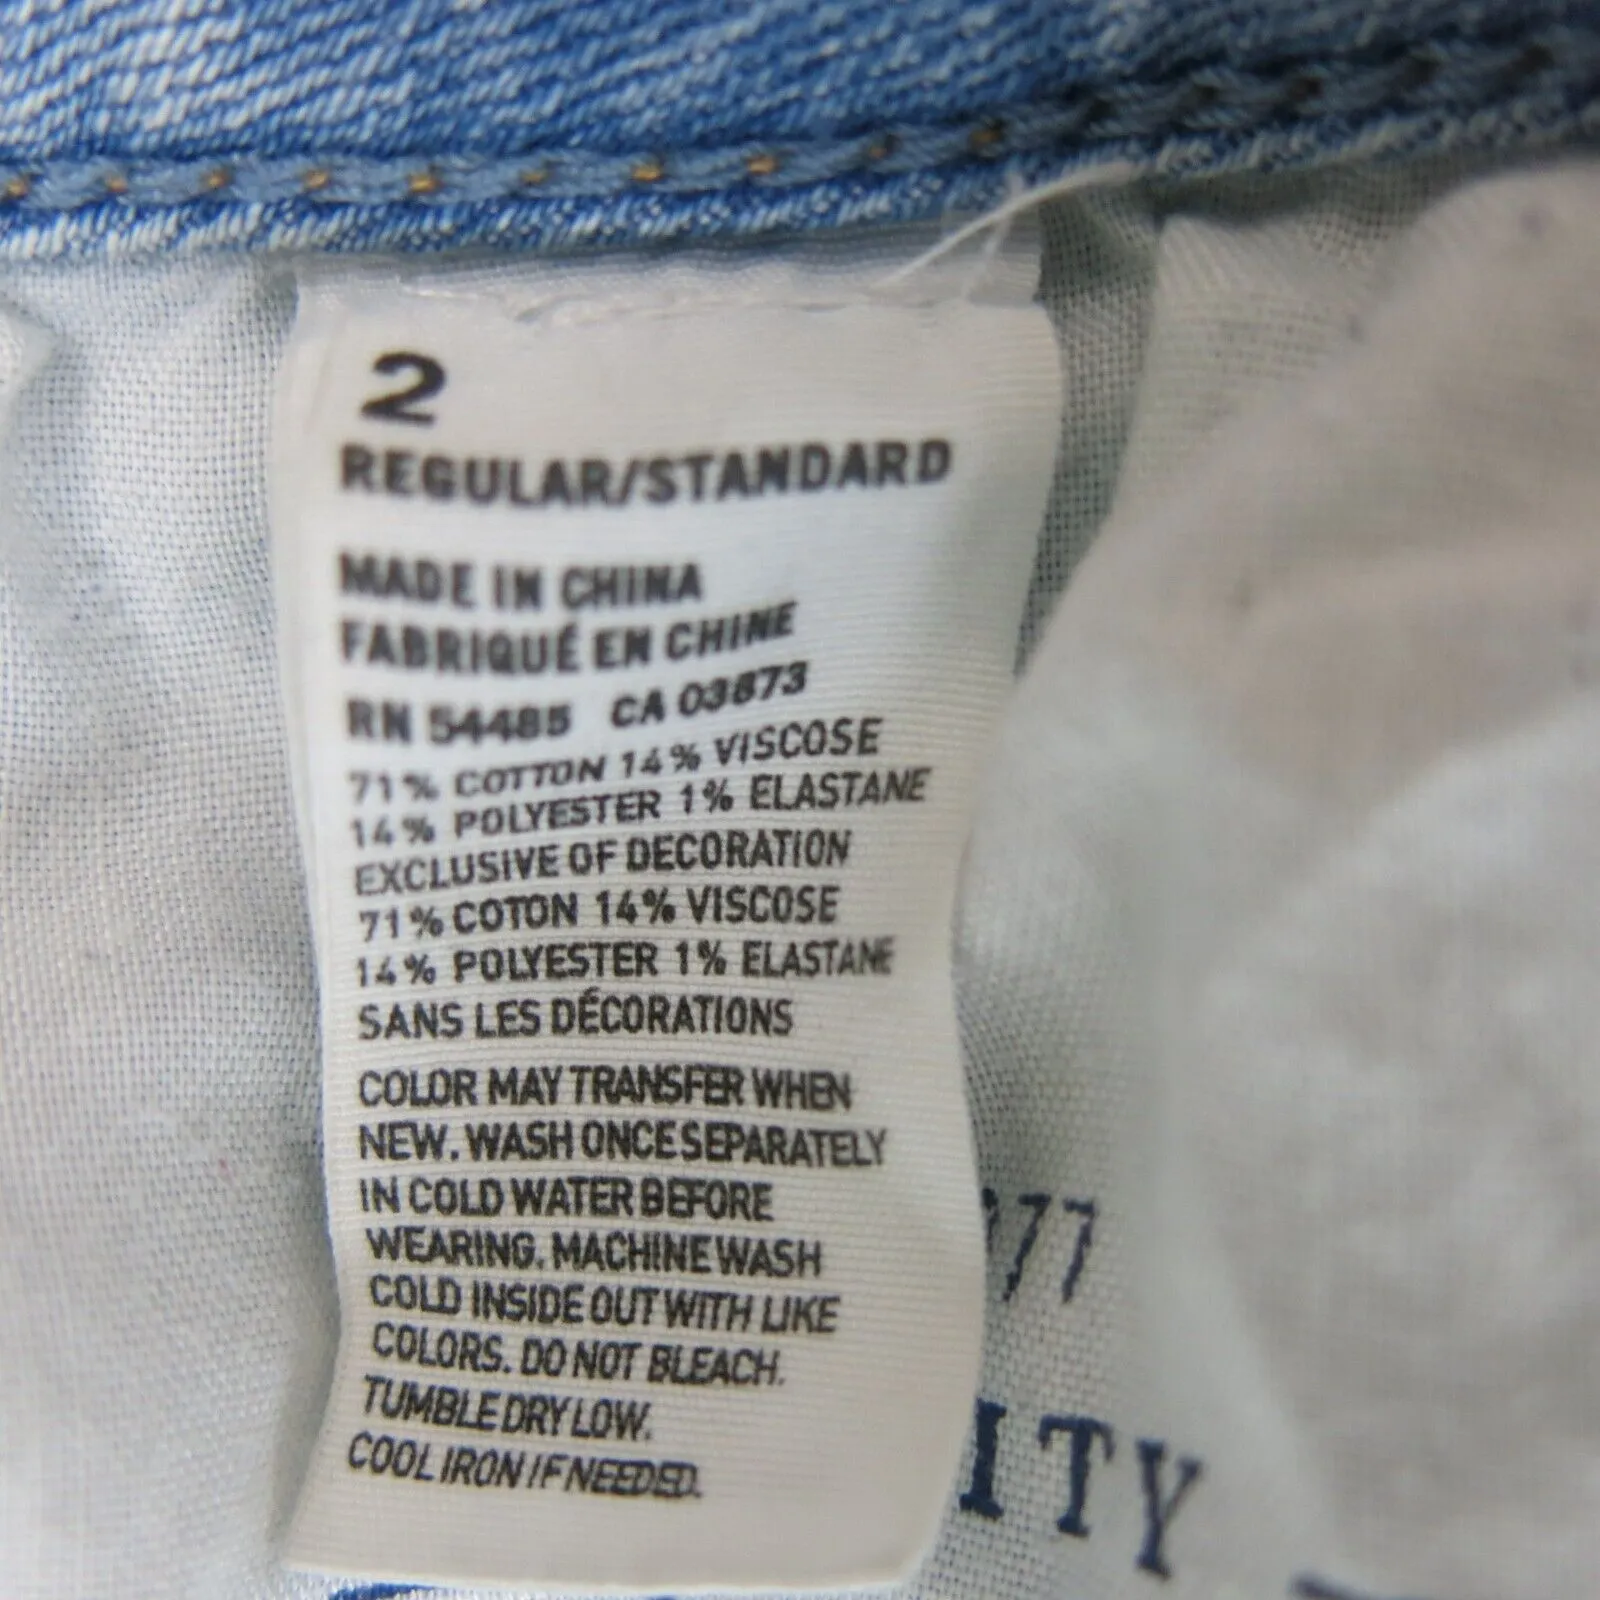 2
REGULAR/STANDARD
MADE IN CHINA
FABRIQUÉ EN CHINE
RN 54485 CA 03873
71% COTTON 14% VISCOSE
14% POLYESTER 1% ELASTANE
EXCLUSIVE OF DECORATION
71% COTON 14% VISCOSE
14% POLYESTER 1% ELASTANE
SANS LES DÉCORATIONS
COLOR MAY TRANSFER WHEN
NEW. WASH ONCE SEPARATELY
IN COLD WATER BEFORE
WEARING. MACHINE WASH
COLD INSIDE OUT WITH LIKE
COLORS. DO NOT BLEACH.
TUMBLE DRY LOW.
COOL IRON IF NEEDED.
77
ITY